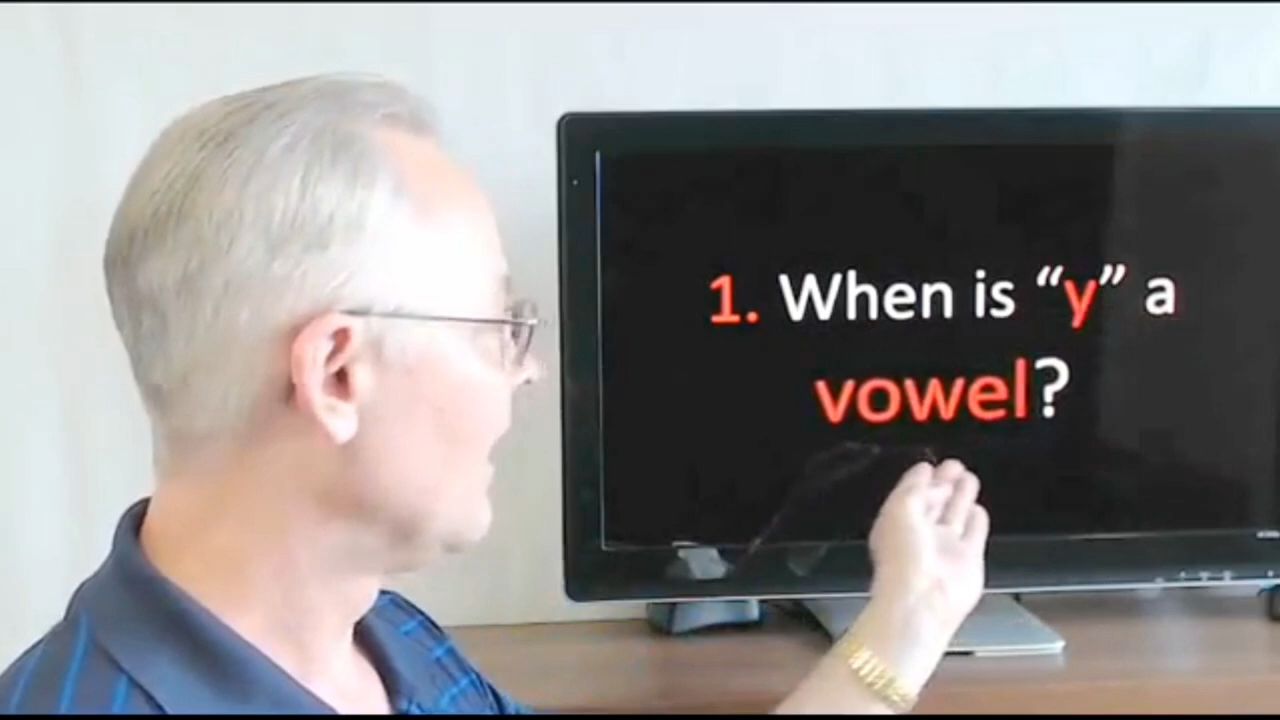 1. When is “y” a
vowel?